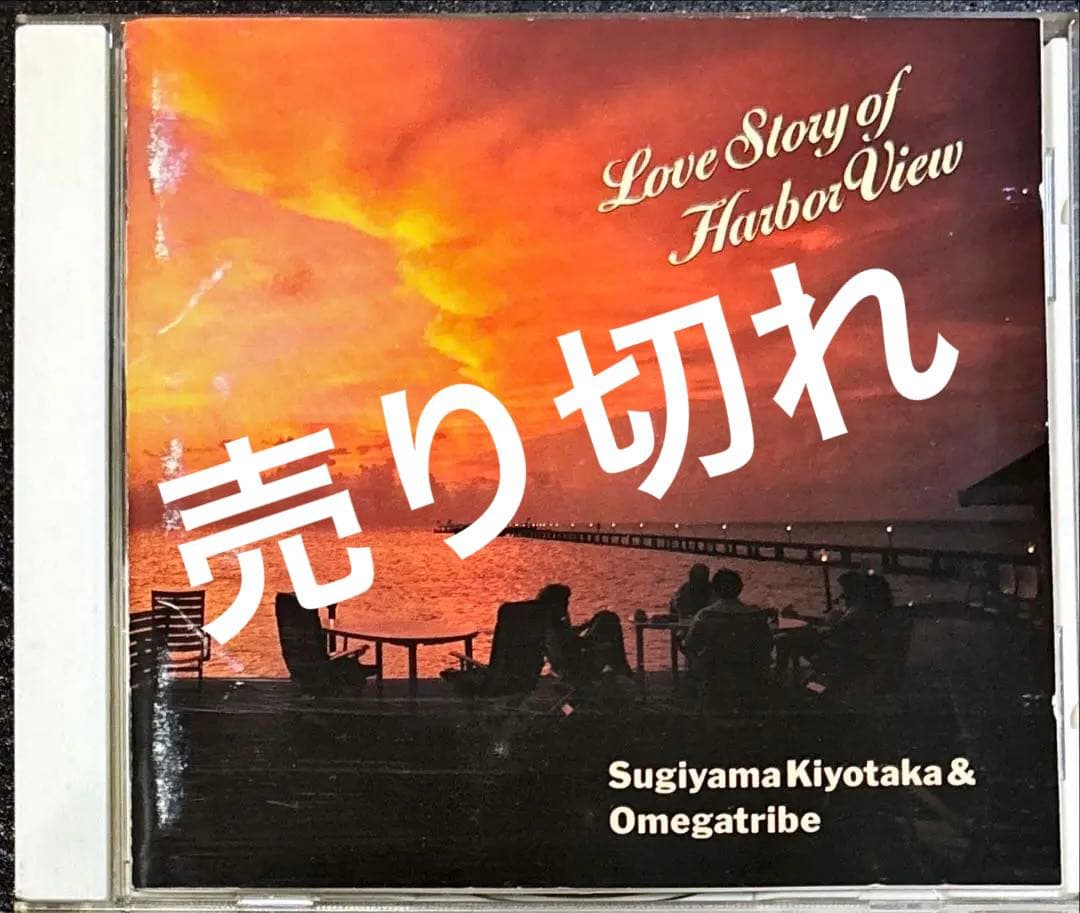 Love Story of
Harbor View
売り切れ
Sugiyama Kiyotaka &
Omegatribe